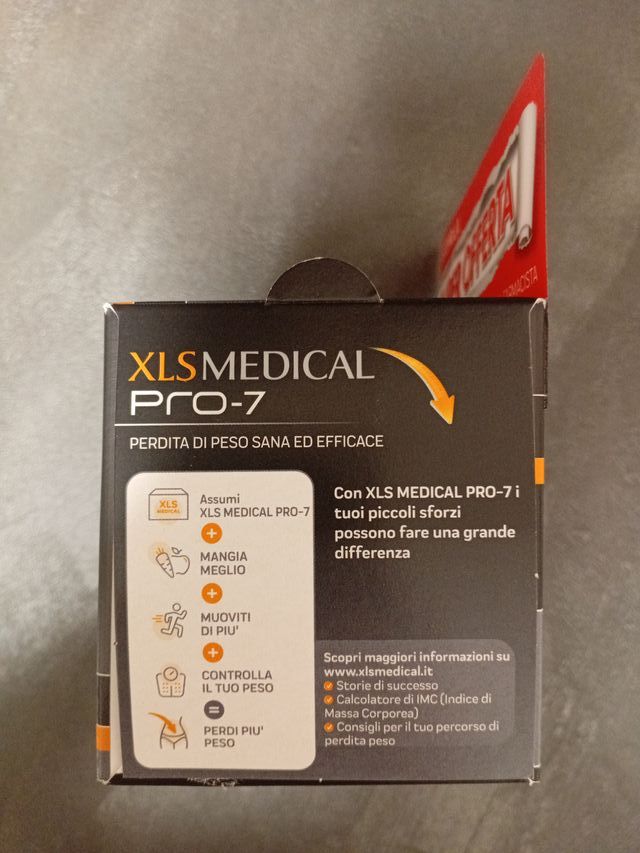 OFFERTA
FARMACISTA
XLSMEDICAL
Pro-7
PERDITA DI PESO SANA ED EFFICACE
XLS
MEDICAL
Assumi
XLS MEDICAL PRO-7
+
MANGIA
MEGLIO
+
MUOVITI
DI PIU'
+
CONTROLLA
IL TUO PESO
=
PERDI PIU'
PESO
Con XLS MEDICAL PRO-7 i
tuoi piccoli sforzi
possono fare una grande
differenza
Scopri maggiori informazioni su
www.xlsmedical.it
Storie di successo
Calcolatore di IMC (Indice di
Massa Corporea)
Consigli per il tuo percorso di
perdita peso